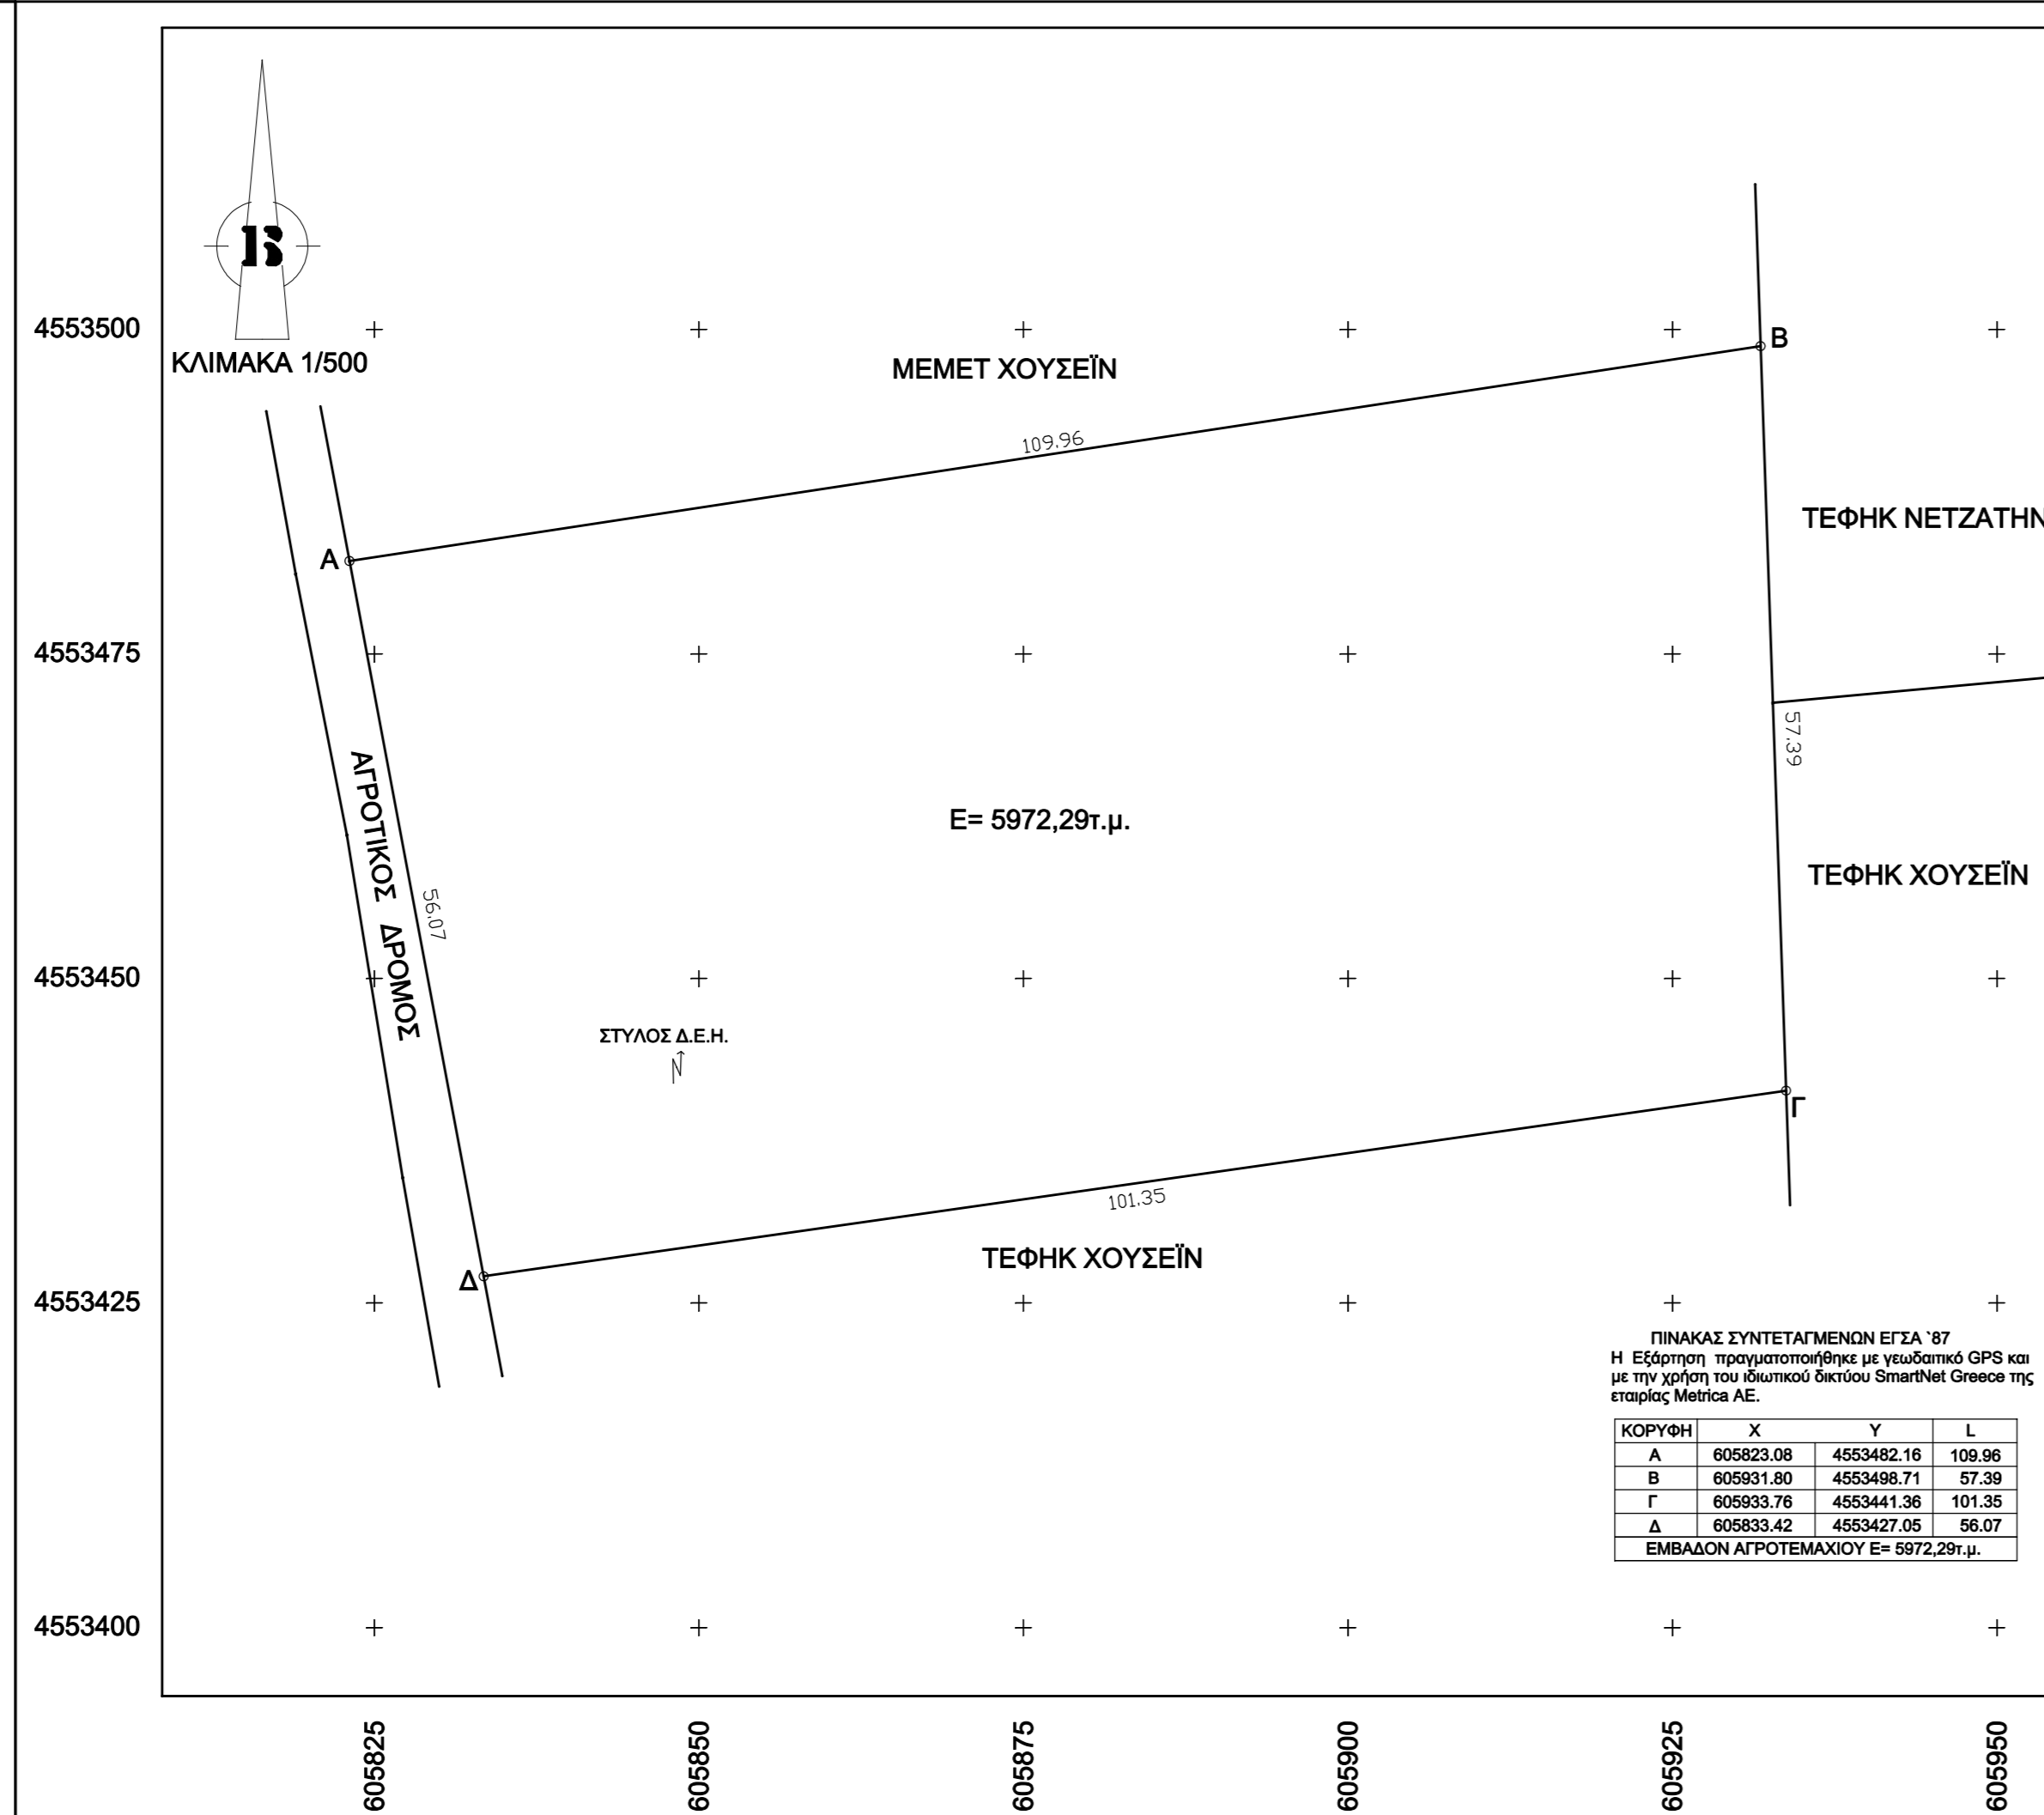 Β
ΚΛΙΜΑΚΑ 1/500
4553500
4553475
4553450
4553425
4553400
ΜΕΜΕΤ ΧΟΥΣΕΪΝ
Β
109.96
Α
ΤΕΦΗΚ ΝΕΤΖΑΤΗΝ
57.39
ΑΓΡΟΤΙΚΟΣ ΔΡΟΜΟΣ
56.07
Ε= 5972,29τ.μ.
ΤΕΦΗΚ ΧΟΥΣΕΪΝ
ΣΤΥΛΟΣ Δ.Ε.Η.
Γ
101.35
ΤΕΦΗΚ ΧΟΥΣΕΪΝ
Δ
ΠΙΝΑΚΑΣ ΣΥΝΤΕΤΑΓΜΕΝΩΝ ΕΓΣΑ `87
Η Εξάρτηση πραγματοποιήθηκε με γεωδαιτικό GPS και
με την χρήση του ιδιωτικού δικτύου SmartNet Greece της
εταιρίας Metrica AE.
ΚΟΡΥΦΗ X Y L
Α 605823.08 4553482.16 109.96
Β 605931.80 4553498.71 57.39
Γ 605933.76 4553441.36 101.35
Δ 605833.42 4553427.05 56.07
ΕΜΒΑΔΟΝ ΑΓΡΟΤΕΜΑΧΙΟΥ Ε= 5972,29τ.μ.
605825
605850
605875
605900
605925
605950